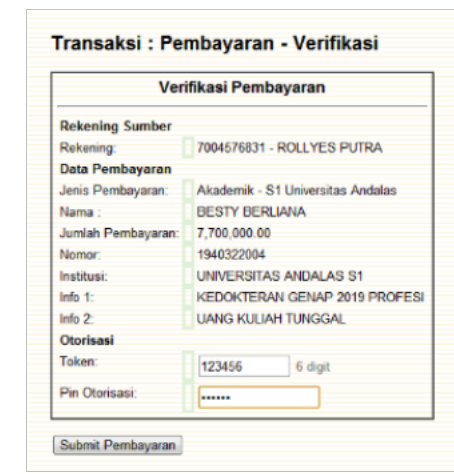 Transaksi : Pembayaran - Verifikasi
Verifikasi Pembayaran
Rekening Sumber
Rekening: 7004576831 - ROLLYES PUTRA
Data Pembayaran
Jenis Pembayaran: Akademik - S1 Universitas Andalas
Nama : BESTY BERLIANA
Jumlah Pembayaran: 7,700,000.00
Nomor: 1940322004
Institusi: UNIVERSITAS ANDALAS S1
Info 1: KEDOKTERAN GENAP 2019 PROFESI
Info 2: UANG KULIAH TUNGGAL
Otorisasi
Token: 123456 6 digit
Pin Otorisasi: ••••••
Submit Pembayaran